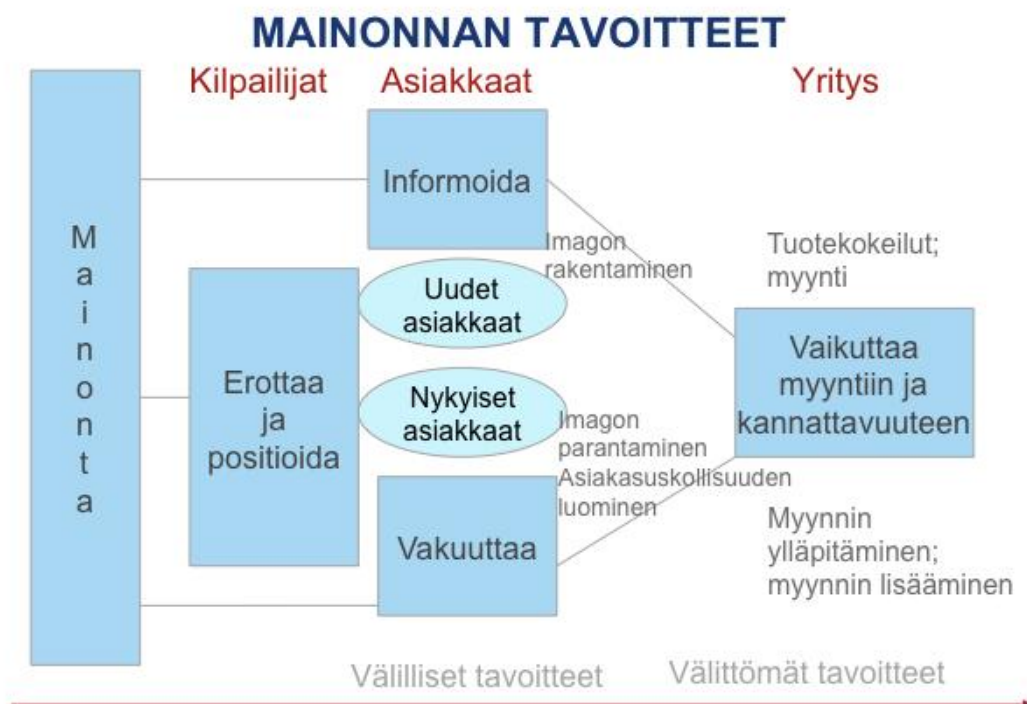 MAINONNAN TAVOITTEET
Kilpailijat
Asiakkaat
Yritys
Mainonta
Informoida
Imagon
rakentaminen
Uudet
asiakkaat
Erottaa
ja
positioida
Nykyiset
asiakkaat
Imagon
parantaminen
Asiakasuskollisuuden
luominen
Vakuuttaa
Tuotekokeilut;
myynti
Vaikuttaa
myyntiin ja
kannattavuuteen
Myynnin
ylläpitäminen;
myynnin lisääminen
Välilliset tavoitteet
Välittömät tavoitteet